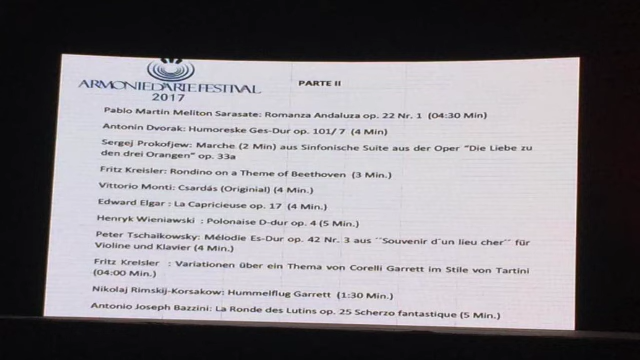 ARMONIED'ARTEFESTIVAL
2017
PARTE II
Pablo Martin Meliton Sarasate: Romanza Andaluza op. 22 Nr. 1 (04:30 Min)
Antonin Dvorak: Humoreske Ges-Dur op. 101/ 7 (4 Min)
Sergej Prokofjew: Marche (2 Min) aus Sinfonische Suite aus der Oper "Die Liebe zu
den drei Orangen" op. 33a
Fritz Kreisler: Rondino on a Theme of Beethoven (3 Min.)
Vittorio Monti: Csardás (Originial) (4 Min.)
Edward Elgar : La Capricieuse op. 17 (4 Min.)
Henryk Wieniawski : Polonaise D-dur op. 4 (5 Min.)
Peter Tschaikowsky: Mélodie Es-Dur op. 42 Nr. 3 aus ´´Souvenir d´un lieu cher´´ für
Violine und Klavier (4 Min.)
Fritz Kreisler : Variationen über ein Thema von Corelli Garrett im Stile von Tartini
(04:00 Min.)
Nikolaj Rimskij-Korsakow: Hummelflug Garrett (1:30 Min.)
Antonio Joseph Bazzini: La Ronde des Lutins op. 25 Scherzo fantastique (5 Min.)